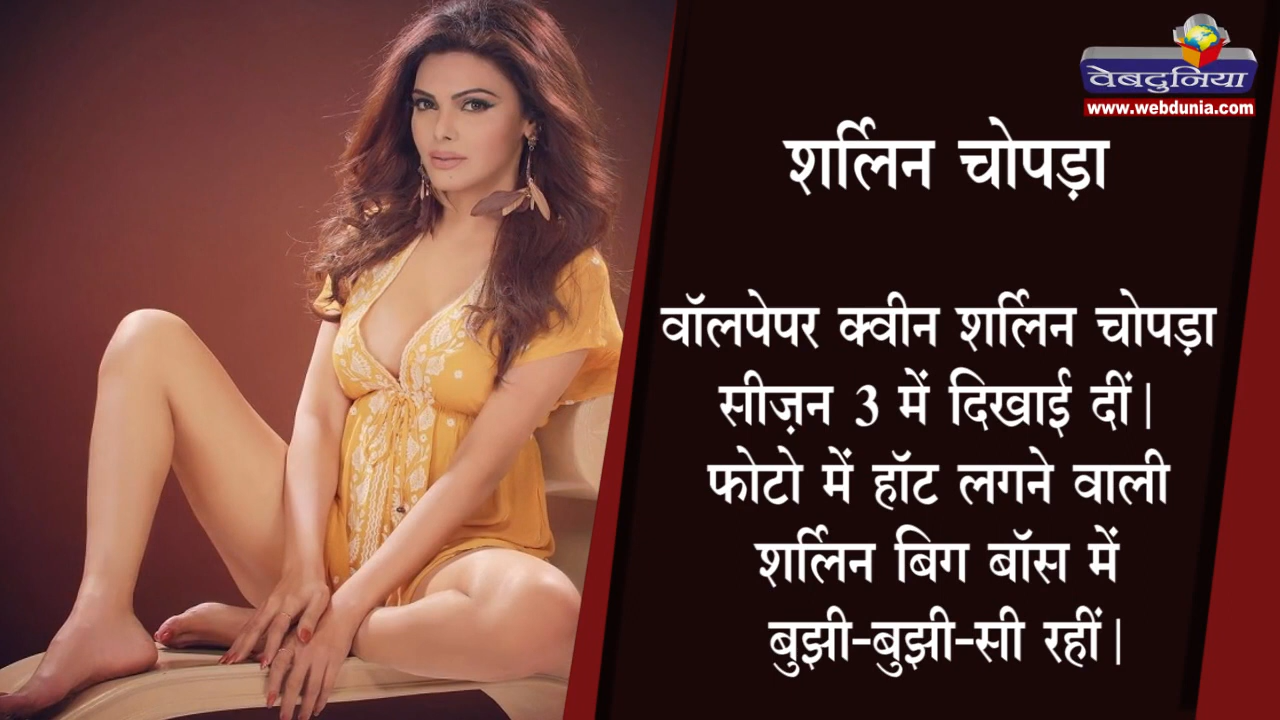 वेबदुनिया
www.webdunia.com
शर्लिन चोपड़ा
वॉलपेपर क्वीन शर्लिन चोपड़ा
सीज़न 3 में दिखाई दीं।
फोटो में हॉट लगने वाली
शर्लिन बिग बॉस में
बुझी-बुझी-सी रहीं।